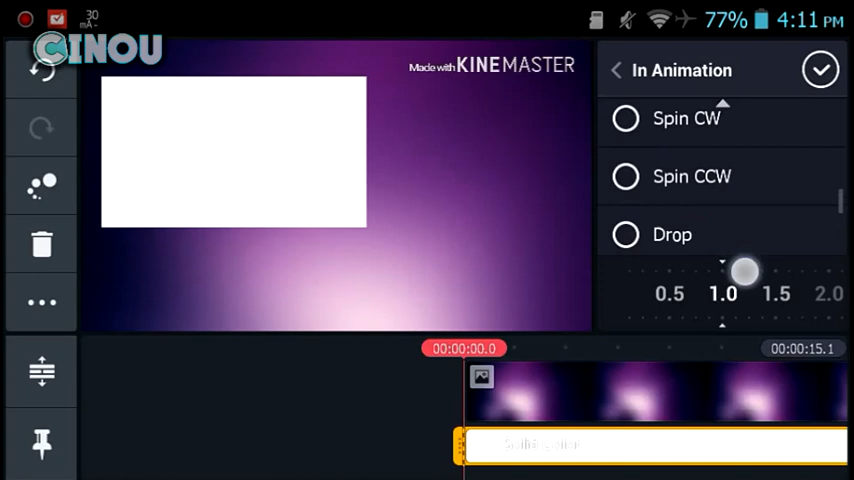 30
mA
77%
4:11 PM
CINOU
Made with KINEMASTER
In Animation
Spin CW
Spin CCW
Drop
0.5 1.0 1.5 2.0
00:00:00.0
00:00:15.1